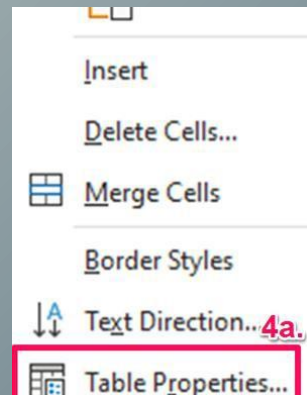 Insert
Delete Cells...
Merge Cells
Border Styles
Text Direction...4a.
Table Properties...